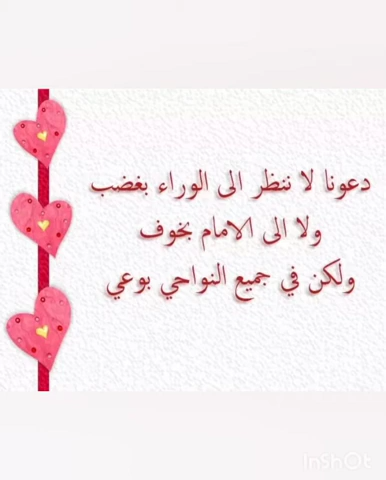 دعونا لا ننظر الى الوراء بغضب
ولا الى الامام بخوف
ولكن في جميع النواحي بوعي
InShOt